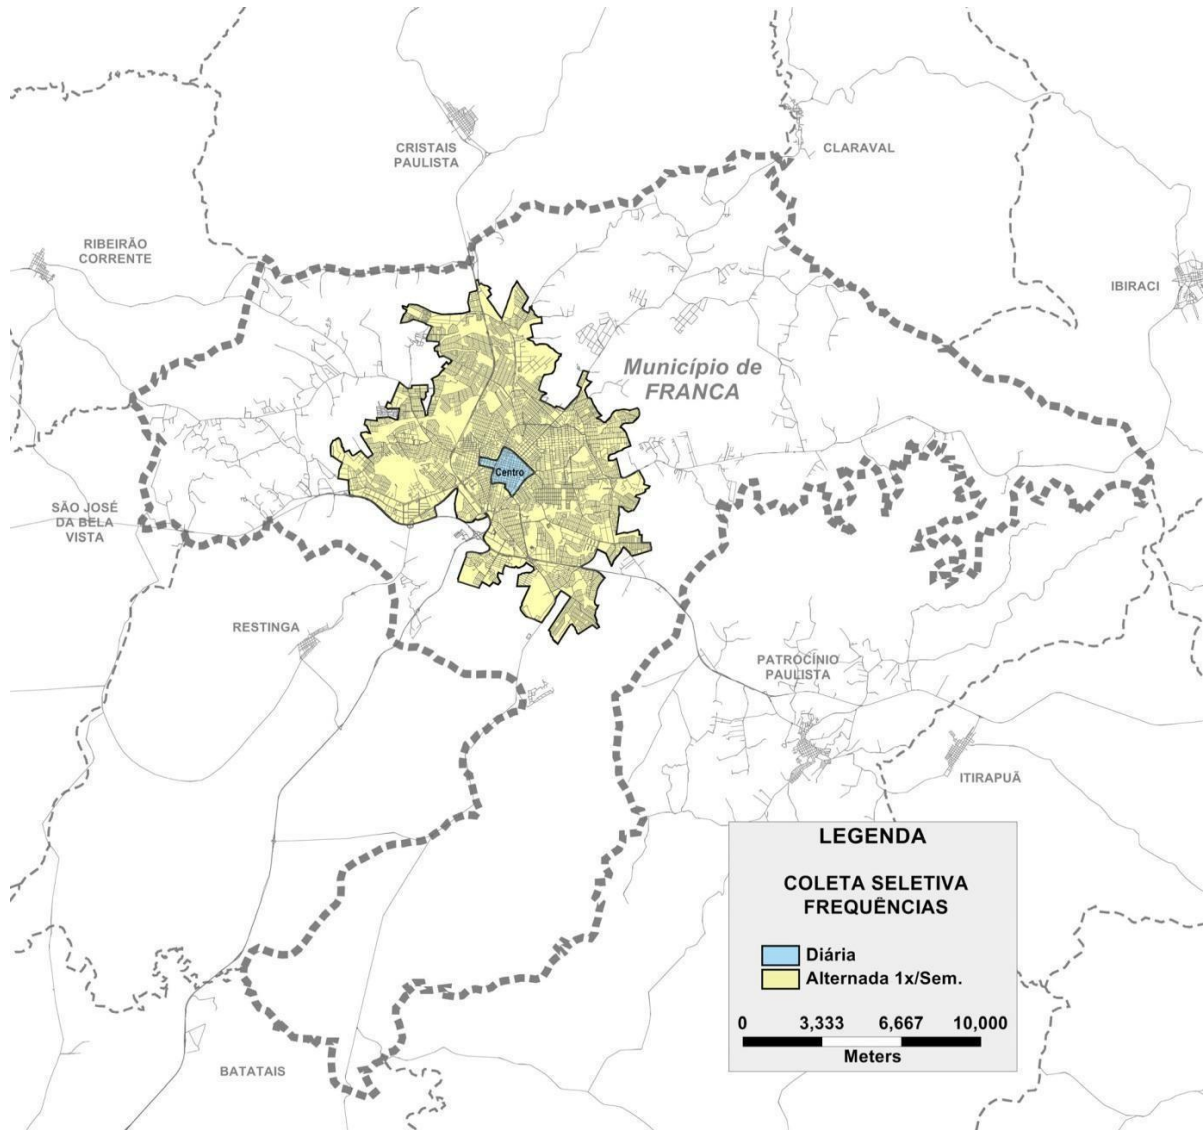 CRISTAIS
PAULISTA
CLARAVAL
RIBEIRÃO
CORRENTE
IBIRACI
Município de
FRANCA
Centro
SÃO JOSÉ
DA BELA
VISTA
RESTINGA
PATROCÍNIO
PAULISTA
ITIRAPUÃ
BATATAIS
LEGENDA
COLETA SELETIVA
FREQUÊNCIAS
Diária
Alternada 1x/Sem.
0 3,333 6,667 10,000
Meters